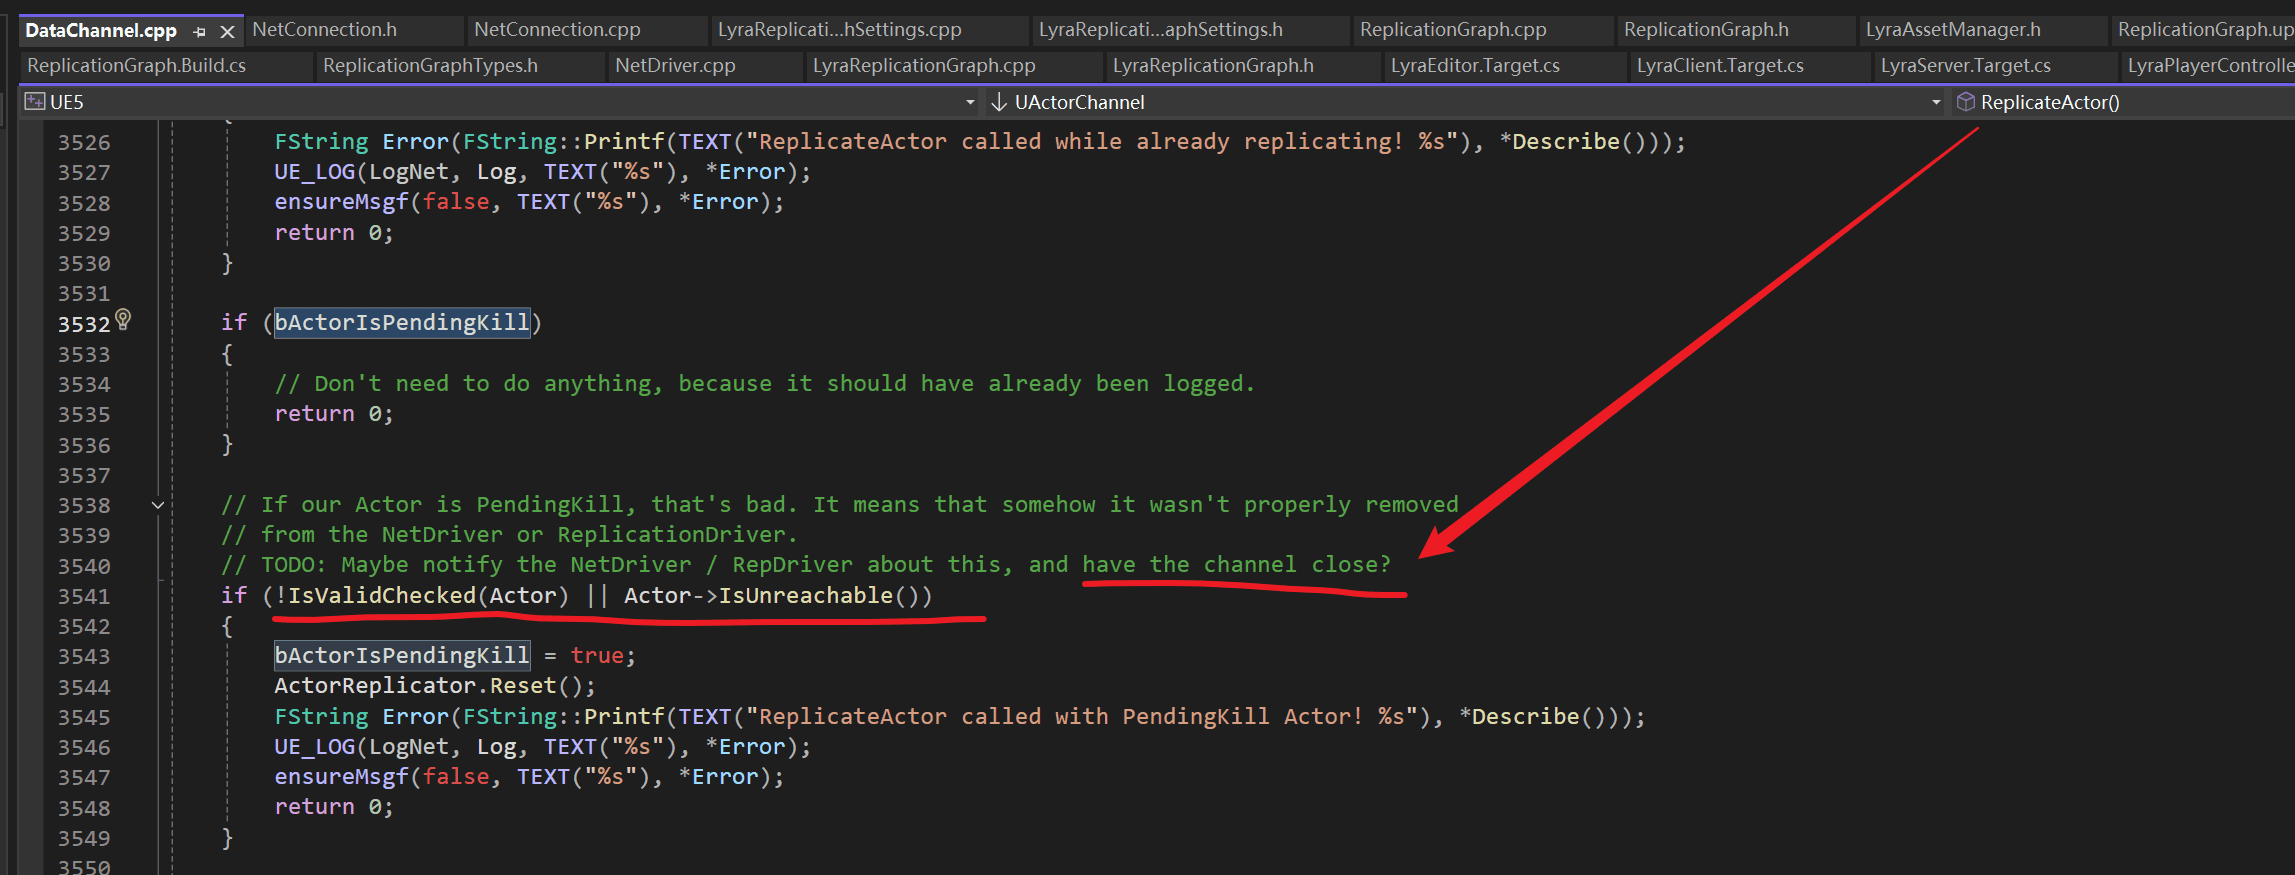 DataChannel.cpp NetConnection.h NetConnection.cpp LyraReplicati...hSettings.cpp LyraReplicati...aphSettings.h ReplicationGraph.cpp ReplicationGraph.h LyraAssetManager.h ReplicationGraph.up
ReplicationGraph.Build.cs ReplicationGraphTypes.h NetDriver.cpp LyraReplicationGraph.cpp LyraReplicationGraph.h LyraEditor.Target.cs LyraClient.Target.cs LyraServer.Target.cs LyraPlayerControlle
UE5 UActorChannel ReplicateActor()
{
3526 FString Error(FString::Printf(TEXT("ReplicateActor called while already replicating! %s"), *Describe()));
3527 UE_LOG(LogNet, Log, TEXT("%s"), *Error);
3528 ensureMsgf(false, TEXT("%s"), *Error);
3529 return 0;
3530 }
3531
3532 if (bActorIsPendingKill)
3533 {
3534 // Don't need to do anything, because it should have already been logged.
3535 return 0;
3536 }
3537
3538 // If our Actor is PendingKill, that's bad. It means that somehow it wasn't properly removed
3539 // from the NetDriver or ReplicationDriver.
3540 // TODO: Maybe notify the NetDriver / RepDriver about this, and have the channel close?
3541 if (!IsValidChecked(Actor) || Actor->IsUnreachable())
3542 {
3543 bActorIsPendingKill = true;
3544 ActorReplicator.Reset();
3545 FString Error(FString::Printf(TEXT("ReplicateActor called with PendingKill Actor! %s"), *Describe()));
3546 UE_LOG(LogNet, Log, TEXT("%s"), *Error);
3547 ensureMsgf(false, TEXT("%s"), *Error);
3548 return 0;
3549 }
3550